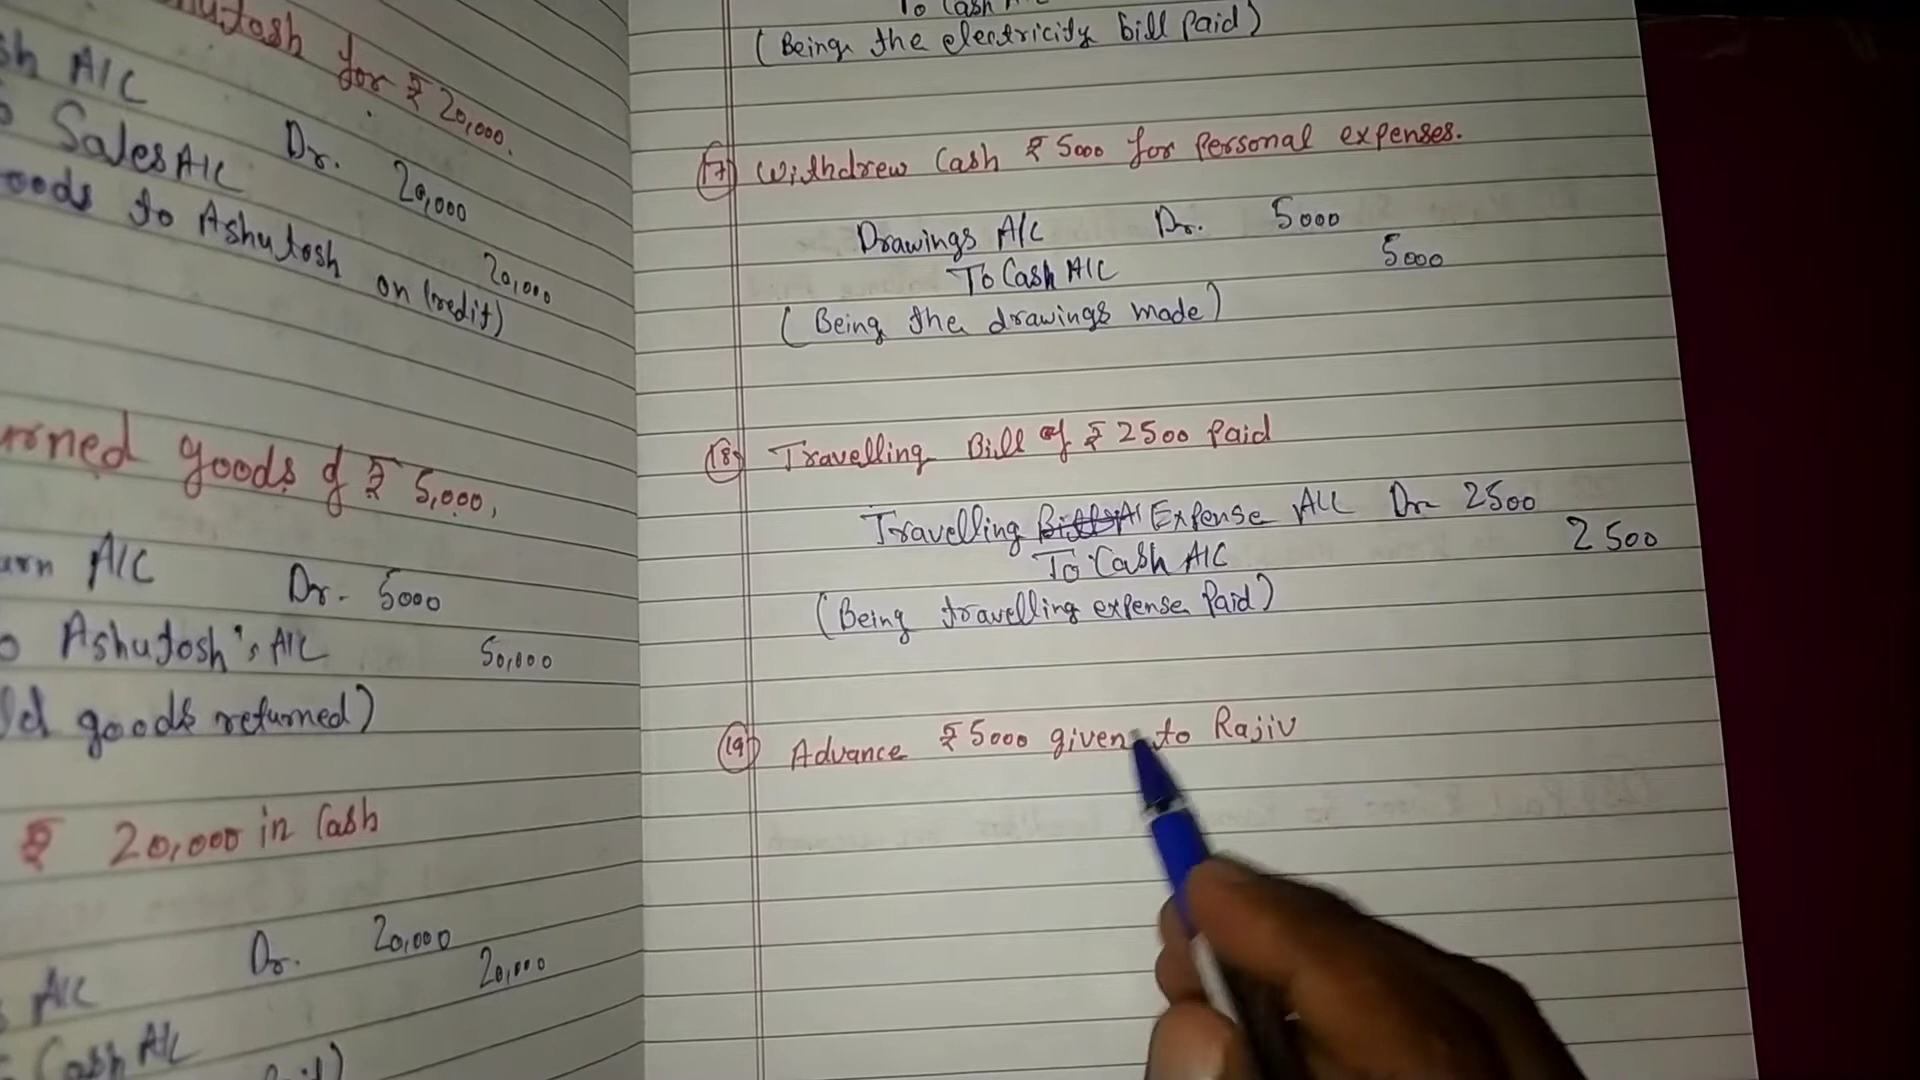 for ₹ 20,000.
A/C
Sales A/C Dr. 20,000
to Ashutosh 20,000
on Credit)
goods of ₹ 5,000,
A/C Dr. 5000
Ashutosh's A/C 50,000
goods returned)
₹ 20,000 in Cash
A/C Dr. 20,000
20,000
Cash A/C
To Cash
(Being the electricity bill Paid)
17 Withdrew Cash ₹ 5000 for Personal expenses.
Drawings A/C Dr. 5000
To Cash A/C 5000
(Being the drawings made)
18 Travelling Bill of ₹ 2500 Paid
Travelling Expense A/C Dr 2500
To Cash A/C 2500
(Being travelling expense Paid)
19 Advance ₹ 5000 given to Rajiv